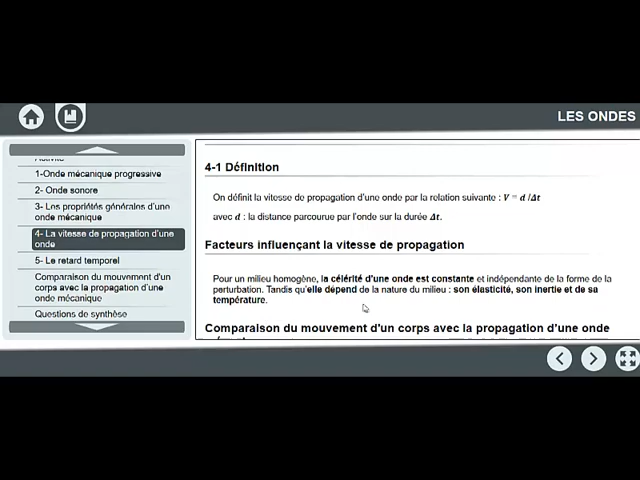 LES ONDES
1-Onde mécanique progressive
2- Onde sonore
3- Les propriétés générales d'une
onde mécanique
4- La vitesse de propagation d'une
onde
5- Le retard temporel
Comparaison du mouvement d'un
corps avec la propagation d'une
onde mécanique
Questions de synthèse
4-1 Définition
On définit la vitesse de propagation d'une onde par la relation suivante : V = d /Δt
avec d : la distance parcourue par l'onde sur la durée Δt.
Facteurs influençant la vitesse de propagation
Pour un milieu homogène, la célérité d'une onde est constante et indépendante de la forme de la
perturbation. Tandis qu'elle dépend de la nature du milieu : son élasticité, son inertie et de sa
température.
Comparaison du mouvement d'un corps avec la propagation d'une onde